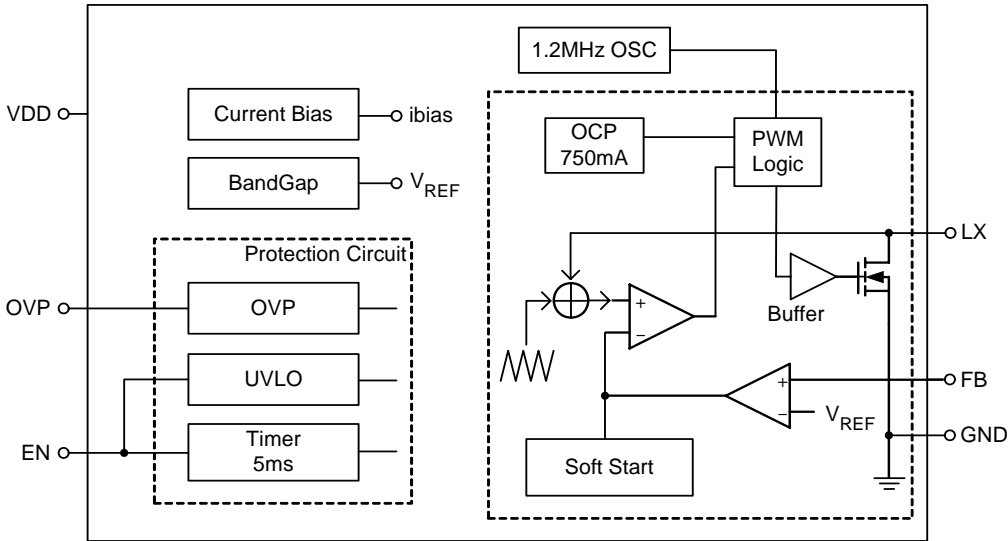 1.2MHz OSC
VDD
Current Bias
ibias
OCP
750mA
PWM
Logic
BandGap
VREF
LX
Protection Circuit
OVP
OVP
+
−
Buffer
UVLO
+
−
FB
VREF
GND
EN
Timer
5ms
Soft Start